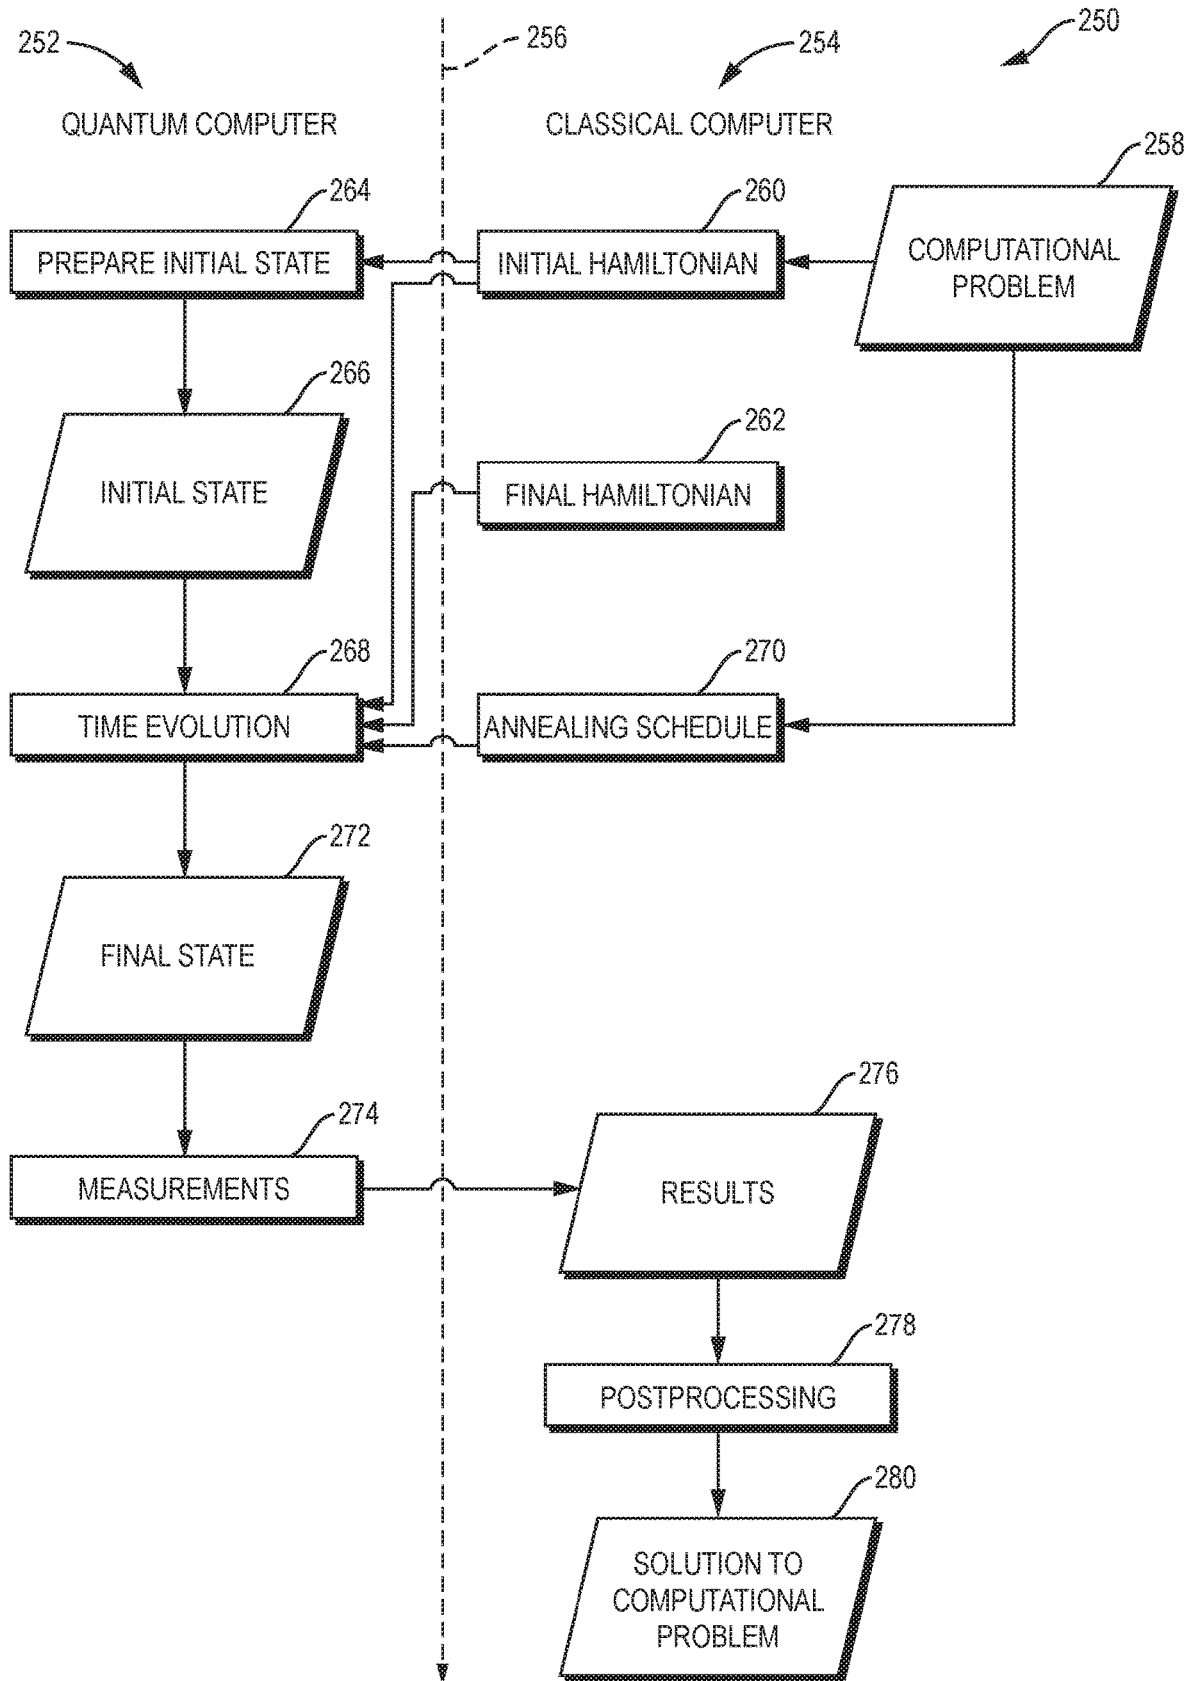 250
252
256
254
QUANTUM COMPUTER
CLASSICAL COMPUTER
258
264
260
PREPARE INITIAL STATE
INITIAL HAMILTONIAN
COMPUTATIONAL
PROBLEM
266
262
INITIAL STATE
FINAL HAMILTONIAN
268
270
TIME EVOLUTION
ANNEALING SCHEDULE
272
FINAL STATE
276
274
MEASUREMENTS
RESULTS
278
POSTPROCESSING
280
SOLUTION TO
COMPUTATIONAL
PROBLEM